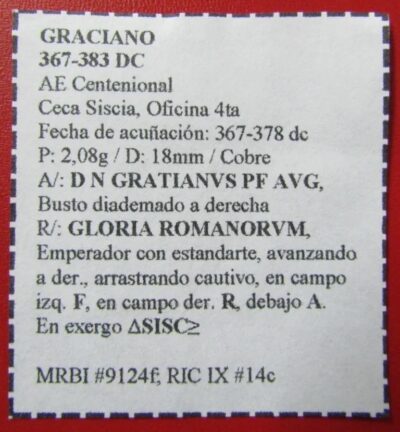 GRACIANO
367-383 DC
AE Centenional
Ceca Siscia, Oficina 4ta
Fecha de acuñación: 367-378 dc
P: 2,08g / D: 18mm / Cobre
A/: D N GRATIANVS PF AVG,
Busto diademado a derecha
R/: GLORIA ROMANORVM,
Emperador con estandarte, avanzando
a der., arrastrando cautivo, en campo
izq. F, en campo der. R, debajo A.
En exergo ΔSISC≥
MRBI #9124f; RIC IX #14c